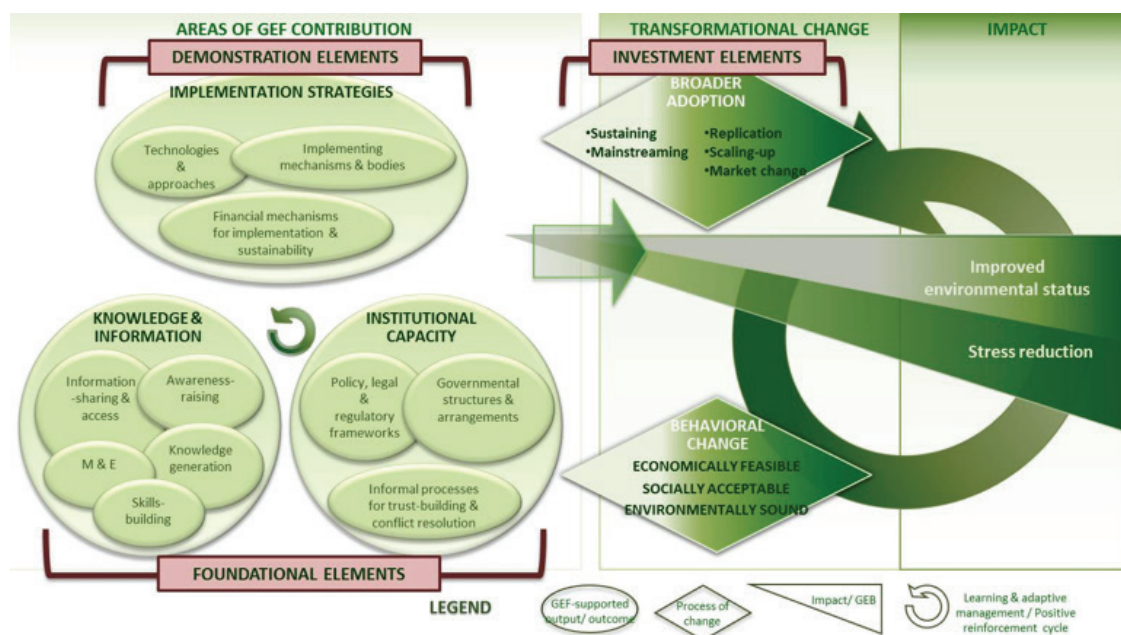 AREAS OF GEF CONTRIBUTION
TRANSFORMATIONAL CHANGE
IMPACT
DEMONSTRATION ELEMENTS
INVESTMENT ELEMENTS
IMPLEMENTATION STRATEGIES
Technologies
&
approaches
Implementing
mechanisms & bodies
Financial mechanisms
for implementation &
sustainability
BROADER
ADOPTION
•Sustaining
•Mainstreaming
•Replication
•Scaling-up
•Market change
Improved
environmental status
Stress reduction
KNOWLEDGE &
INFORMATION
Information
-sharing &
access
Awareness-
raising
M & E
Knowledge
generation
Skills-
building
INSTITUTIONAL
CAPACITY
Policy, legal
&
regulatory
frameworks
Governmental
structures &
arrangements
Informal processes
for trust-building &
conflict resolution
BEHAVIORAL
CHANGE
ECONOMICALLY FEASIBLE
SOCIALLY ACCEPTABLE
ENVIRONMENTALLY SOUND
FOUNDATIONAL ELEMENTS
LEGEND
GEF-supported
output/ outcome
Process of
change
Impact/ GEB
Learning & adaptive
management / Positive
reinforcement cycle